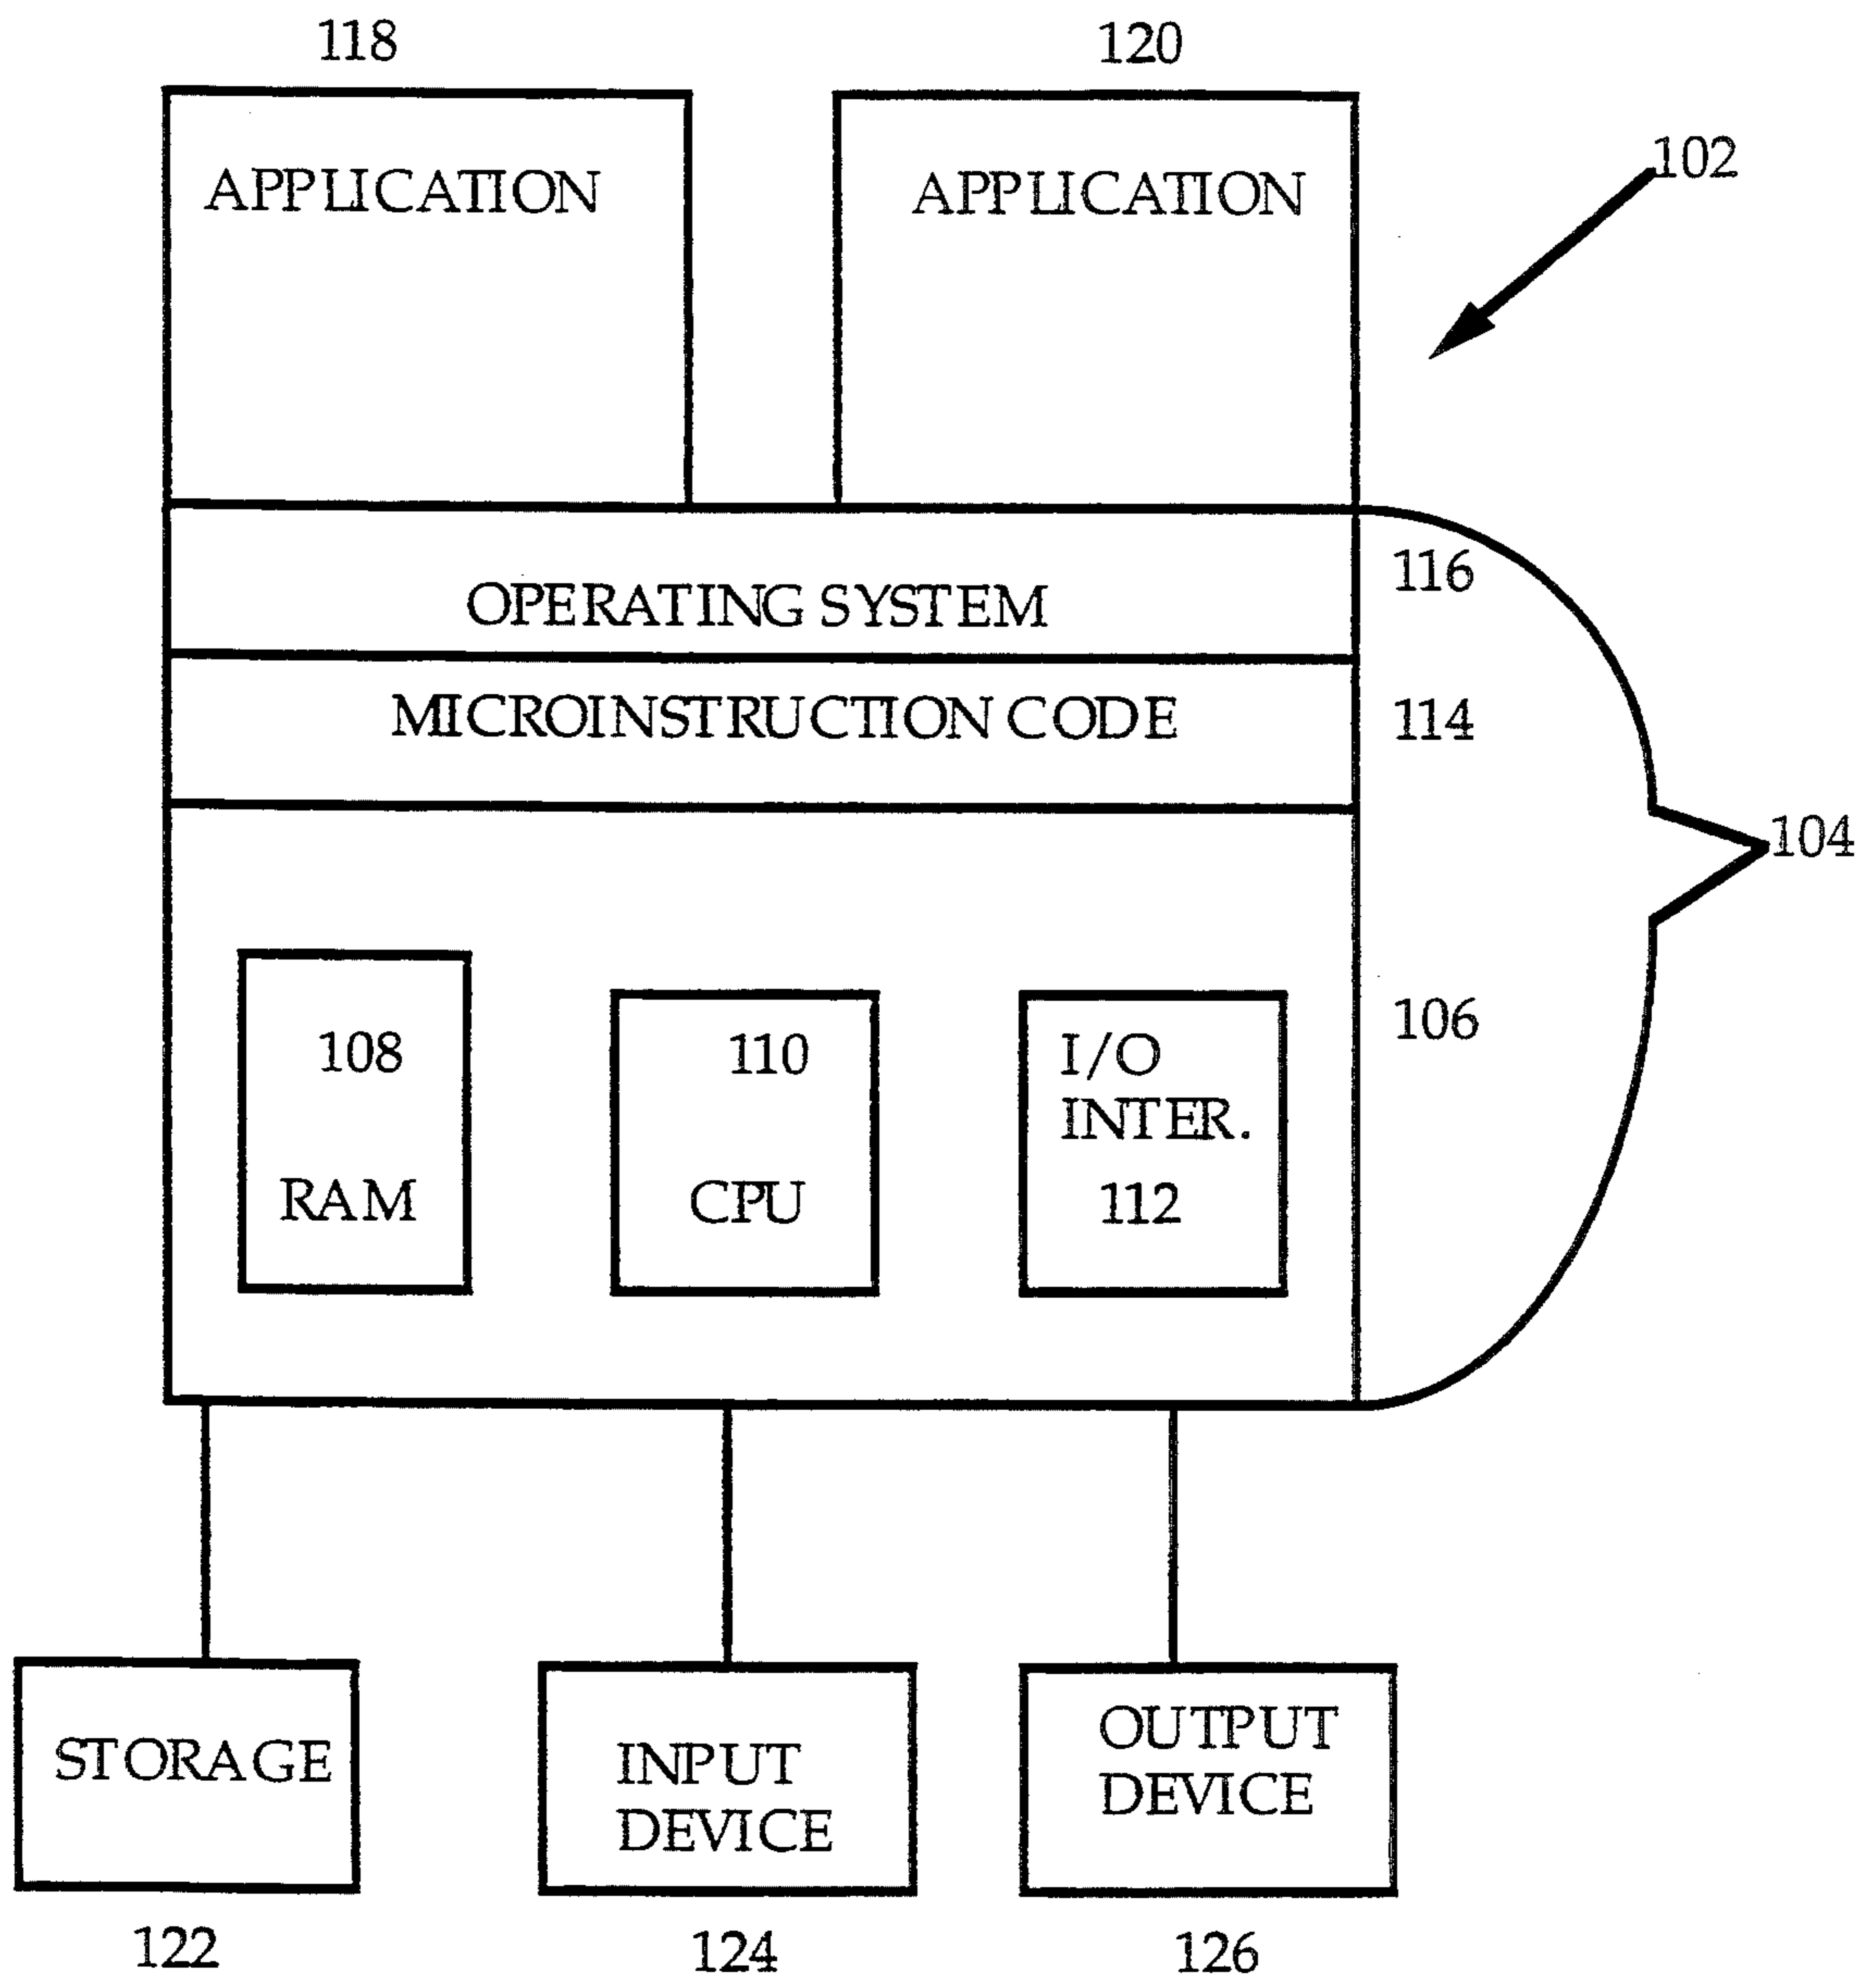 118
120
APPLICATION
APPLICATION
102
OPERATING SYSTEM
116
MICROINSTRUCTION CODE
114
104
106
108
RAM
110
CPU
I/O
INTER.
112
STORAGE
INPUT
DEVICE
OUTPUT
DEVICE
122
124
126